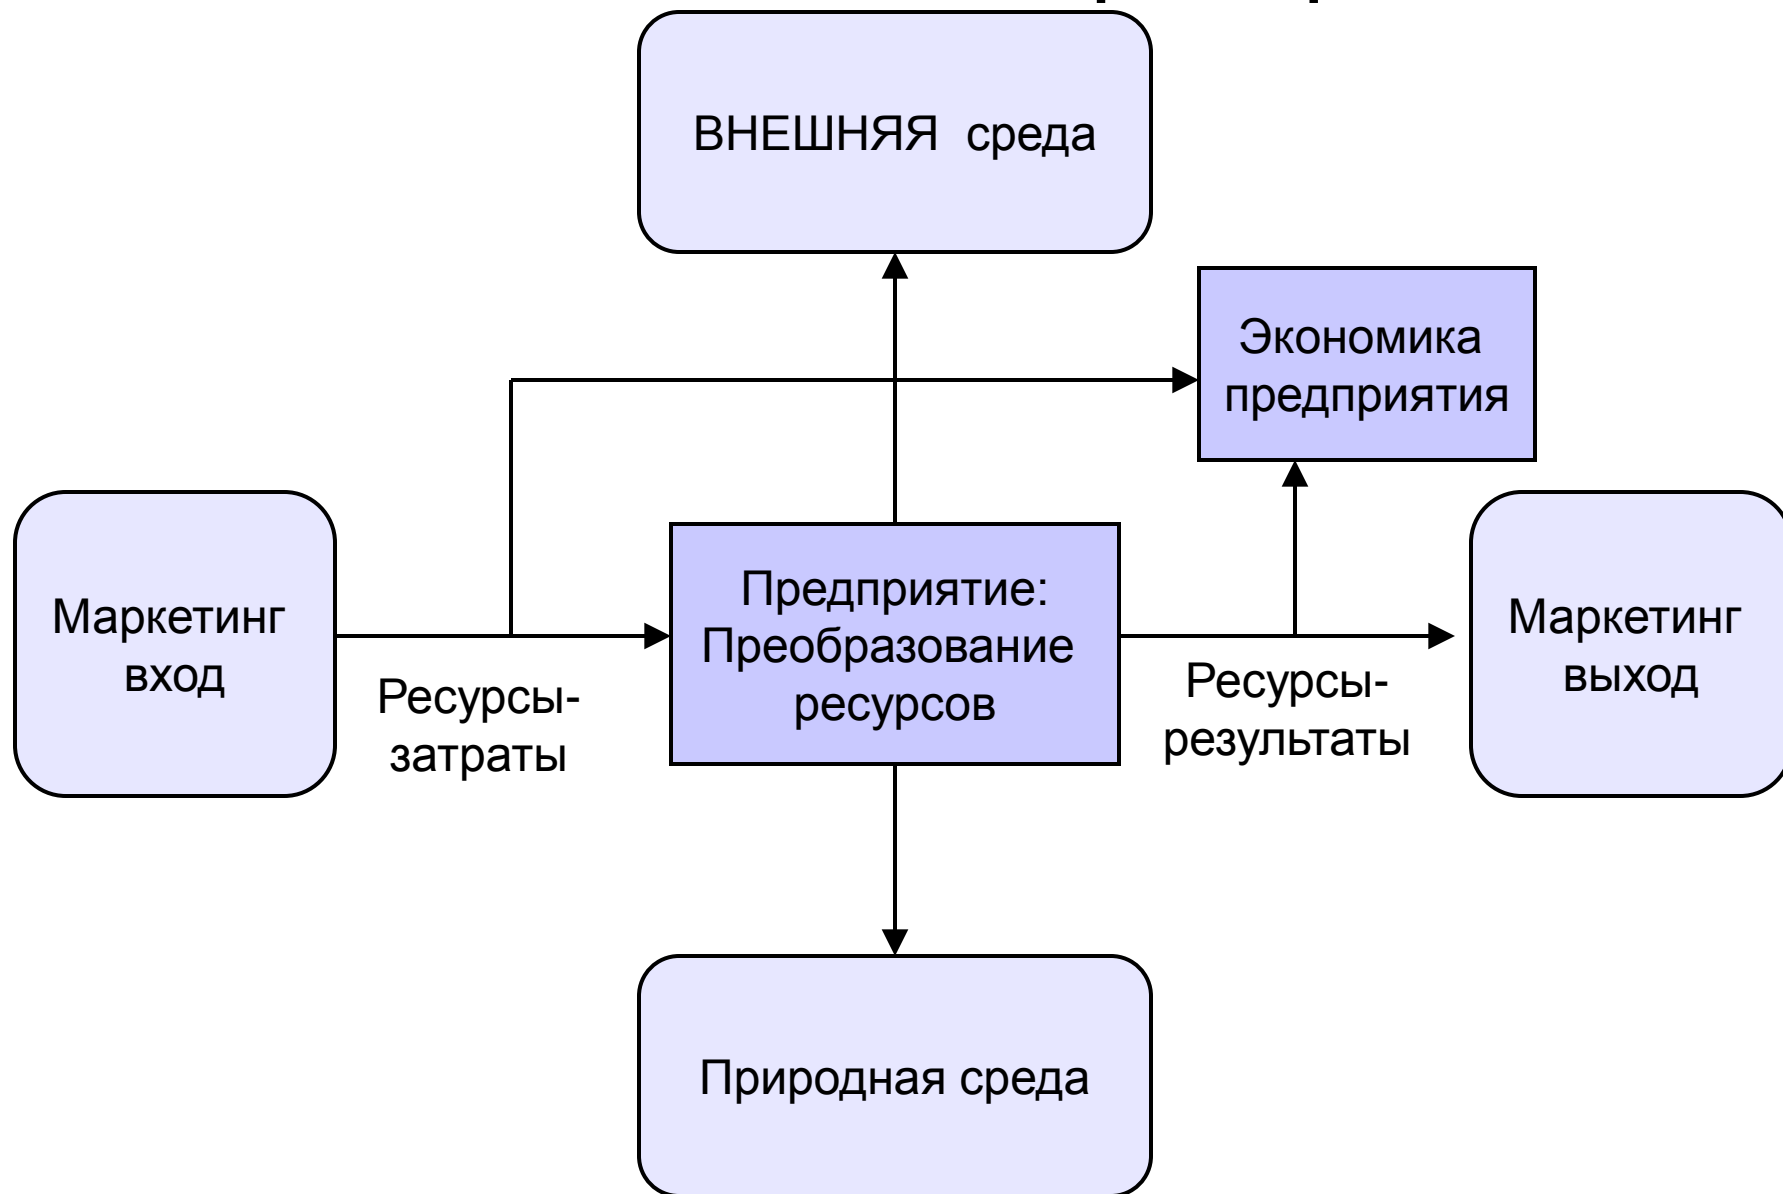 ВНЕШНЯЯ среда
Экономика
предприятия
Маркетинг
вход
Ресурсы-
затраты
Предприятие:
Преобразование
ресурсов
Ресурсы-
результаты
Маркетинг
выход
Природная среда